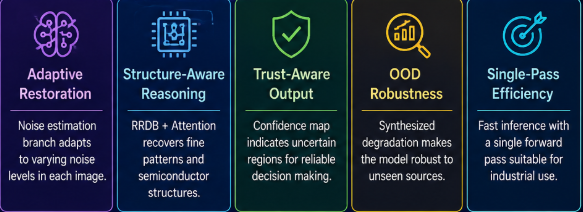 Adaptive
Restoration
Noise estimation
branch adapts
to varying noise
levels in each image.
Structure-Aware
Reasoning
RRDB + Attention
recovers fine
patterns and
semiconductor
structures.
Trust-Aware
Output
Confidence map
indicates uncertain
regions for reliable
decision making.
OOD
Robustness
Synthesized
degradation makes
the model robust to
unseen sources.
Single-Pass
Efficiency
Fast inference with
a single forward
pass suitable for
industrial use.